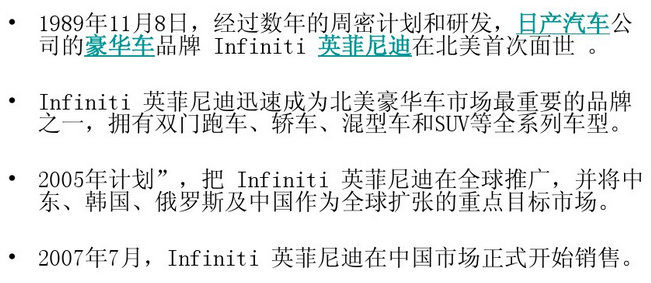 • 1989年11月8日，经过数年的周密计划和研发，日产汽车公
司的豪华车品牌 Infiniti 英菲尼迪在北美首次面世 。
• Infiniti 英菲尼迪迅速成为北美豪华车市场最重要的品牌
之一，拥有双门跑车、轿车、混型车和SUV等全系列车型。
• 2005年计划”，把 Infiniti 英菲尼迪在全球推广，并将中
东、韩国、俄罗斯及中国作为全球扩张的重点目标市场。
• 2007年7月，Infiniti 英菲尼迪在中国市场正式开始销售。